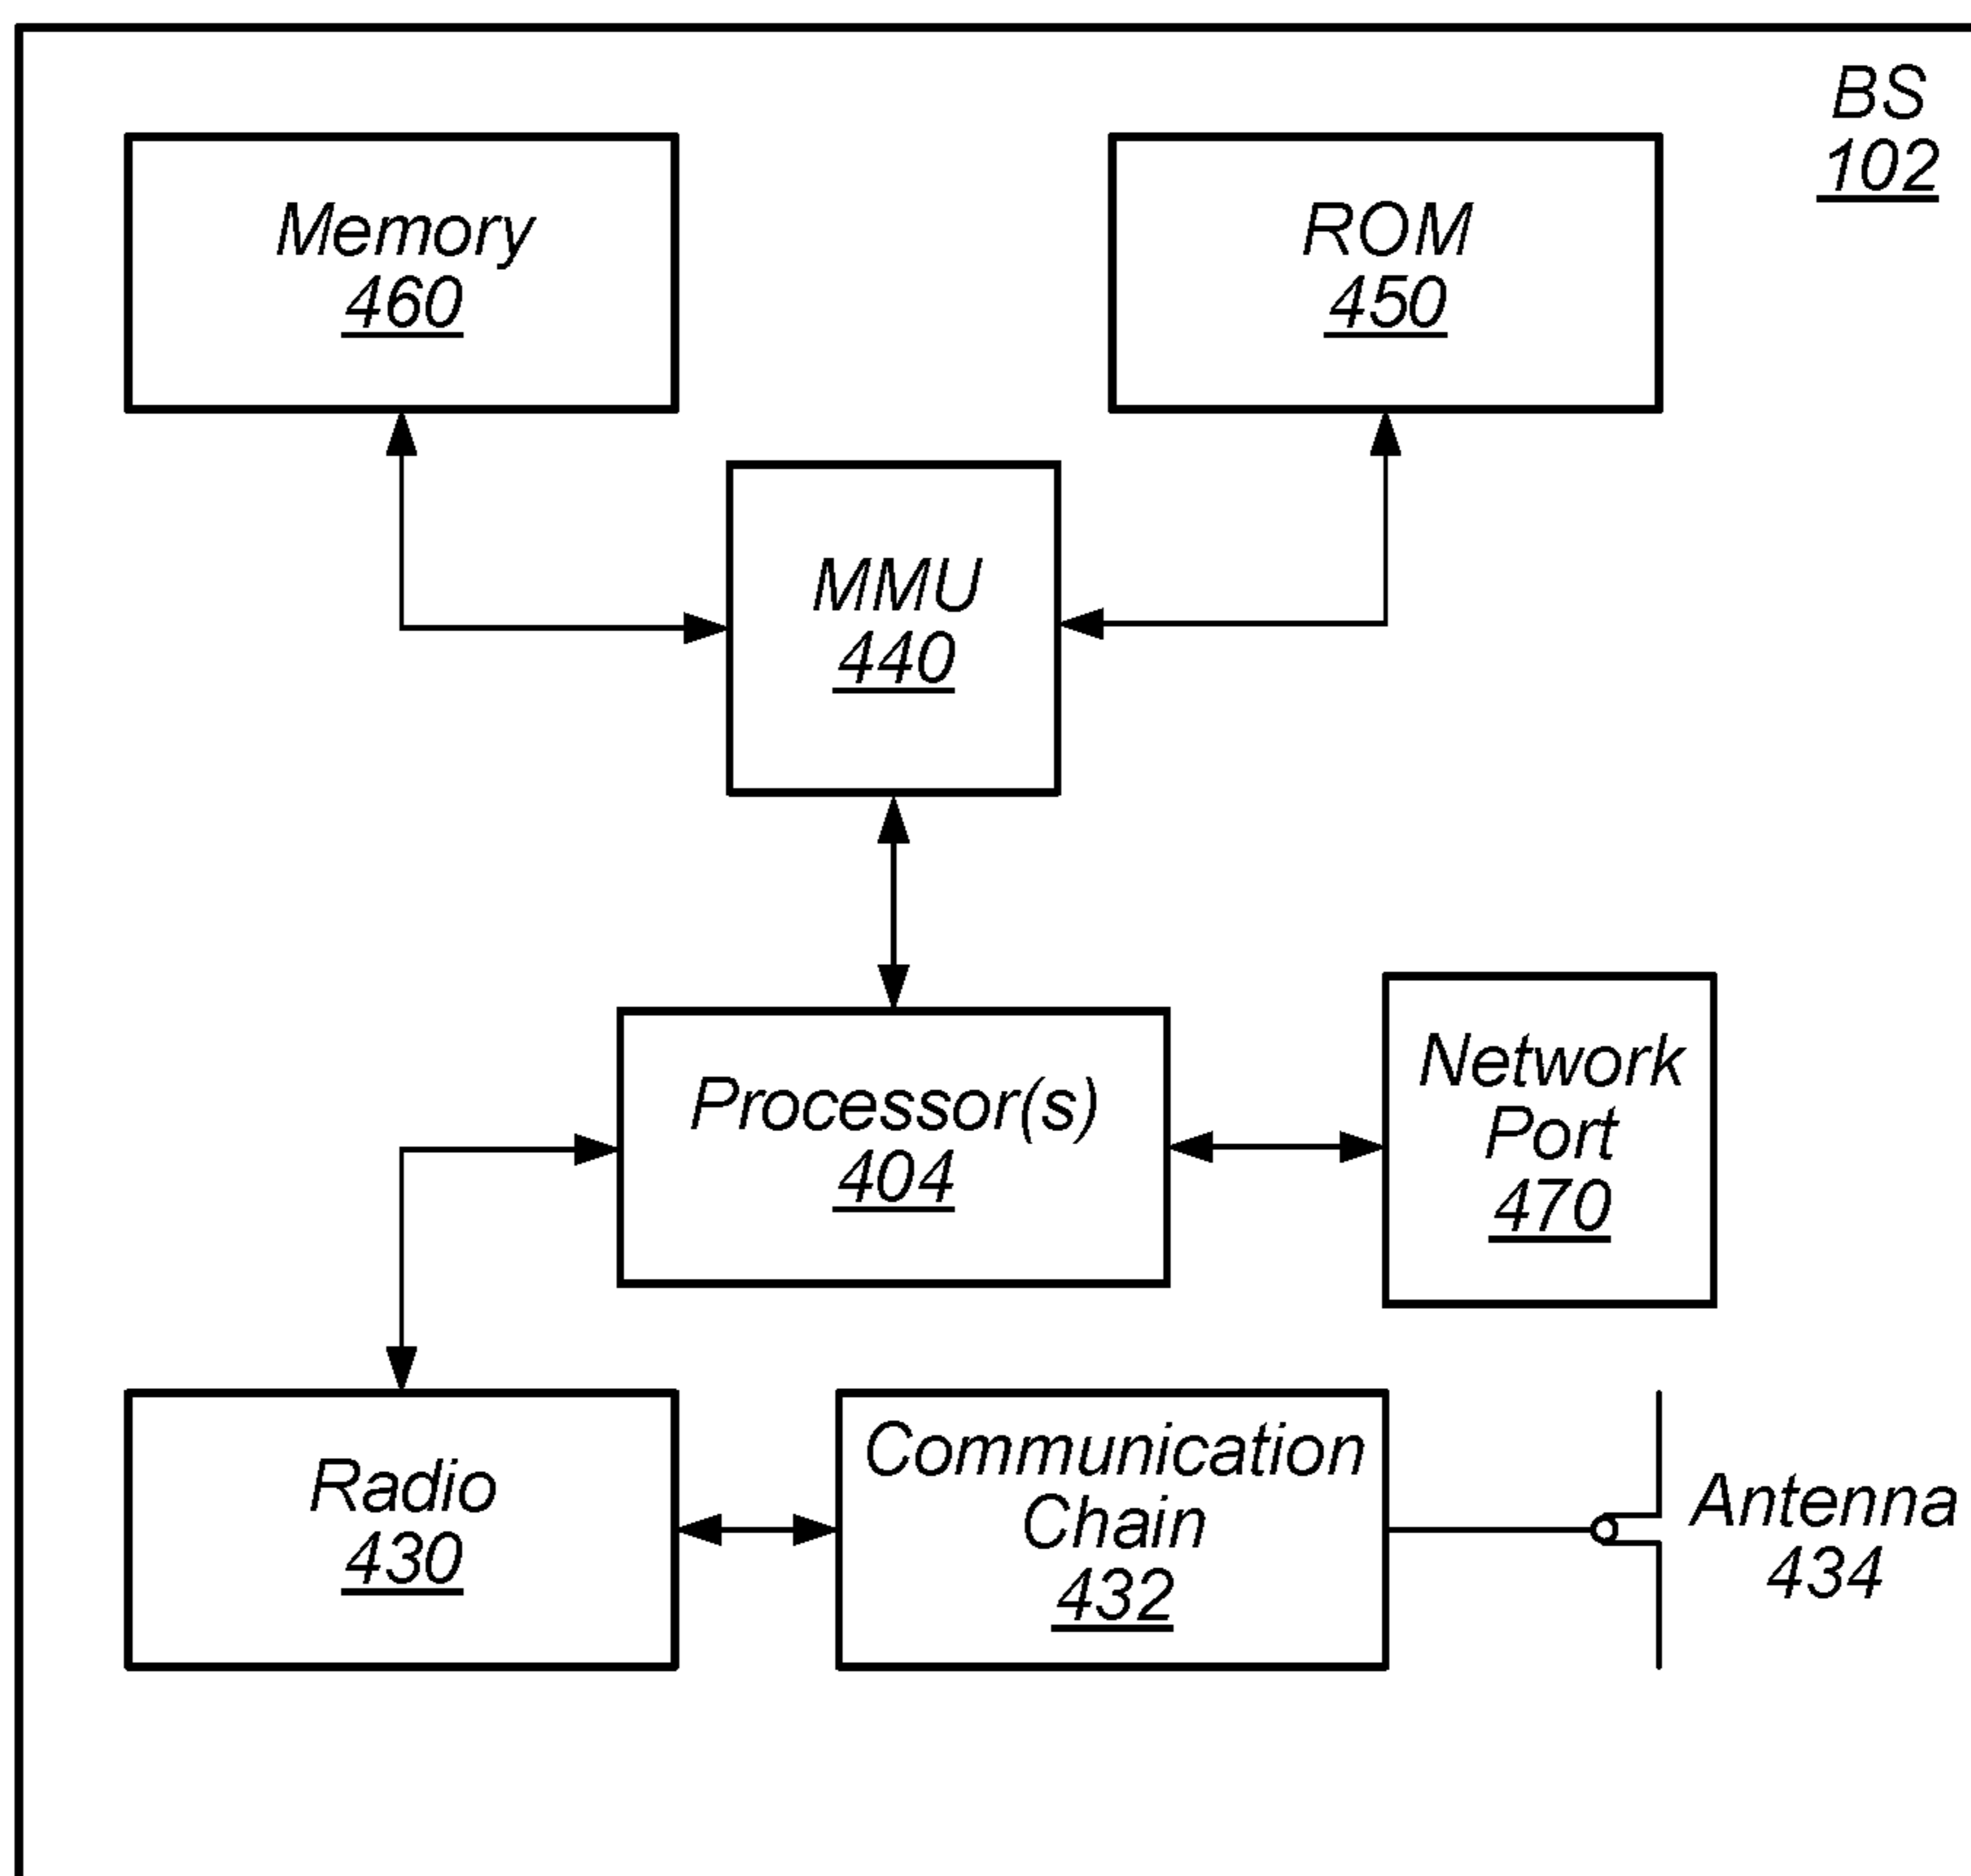 BS
102
Memory
460
ROM
450
MMU
440
Processor(s)
404
Network
Port
470
Radio
430
Communication
Chain
432
Antenna
434